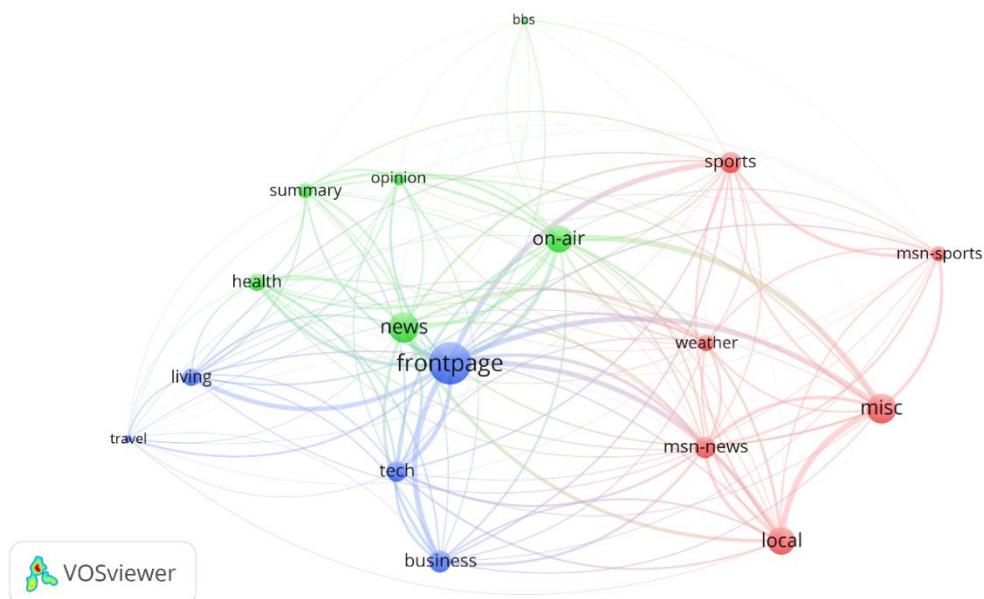 bbs
sports
opinion
summary
on-air
msn-sports
health
news
weather
frontpage
living
misc
travel
msn-news
tech
local
business
VOSviewer